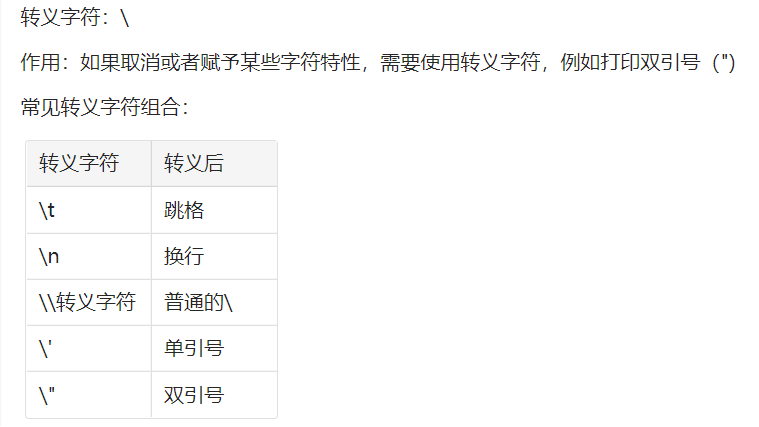 转义字符：\
作用：如果取消或者赋予某些字符特性，需要使用转义字符，例如打印双引号（"）
常见转义字符组合：
转义字符 转义后
\t 跳格
\n 换行
\\转义字符 普通的\
\' 单引号
\" 双引号